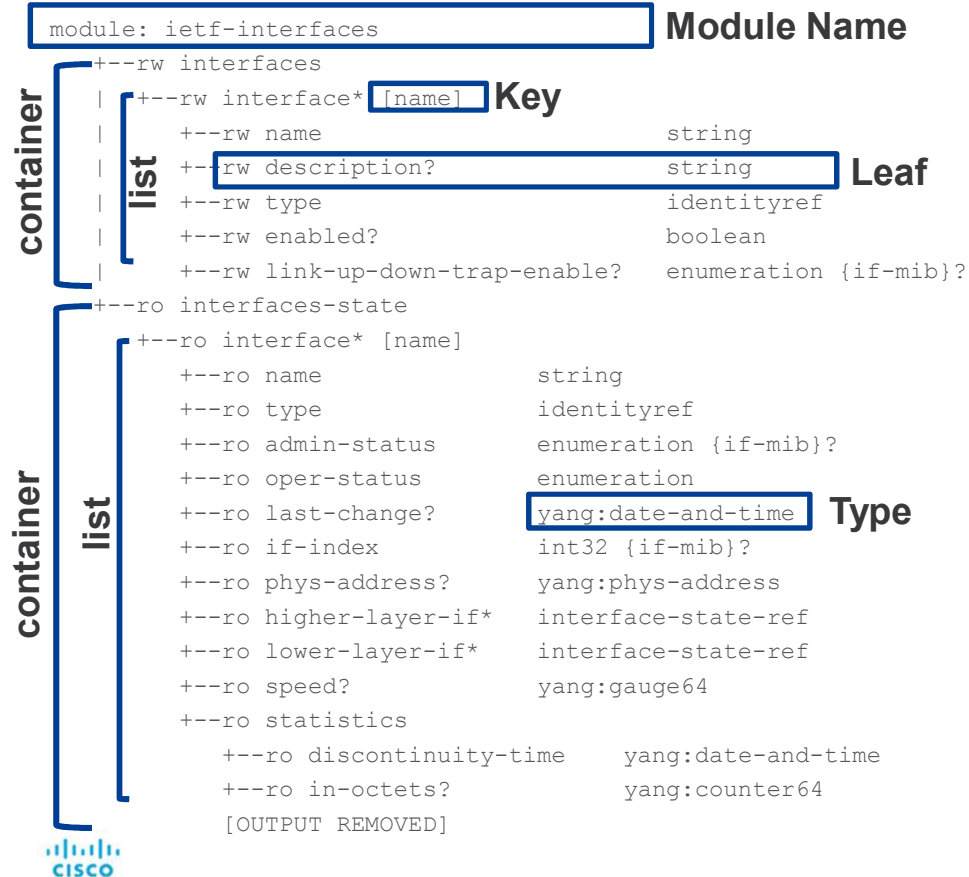 module: ietf-interfaces Module Name
+--rw interfaces
| +--rw interface* [name] Key
| +--rw name string
| +--rw description? string Leaf
| +--rw type identityref
| +--rw enabled? boolean
| +--rw link-up-down-trap-enable? enumeration {if-mib}?
container
list
+--ro interfaces-state
+--ro interface* [name]
+--ro name string
+--ro type identityref
+--ro admin-status enumeration {if-mib}?
+--ro oper-status enumeration
+--ro last-change? yang:date-and-time Type
+--ro if-index int32 {if-mib}?
+--ro phys-address? yang:phys-address
+--ro higher-layer-if* interface-state-ref
+--ro lower-layer-if* interface-state-ref
+--ro speed? yang:gauge64
+--ro statistics
+--ro discontinuity-time yang:date-and-time
+--ro in-octets? yang:counter64
[OUTPUT REMOVED]
container
list
CISCO